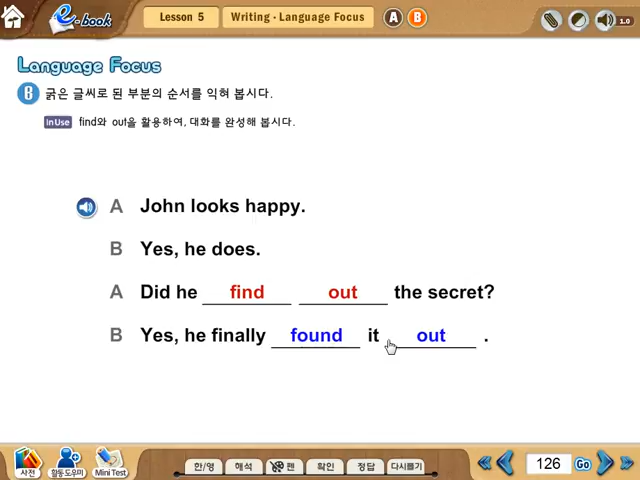 e-book
Lesson 5
Writing · Language Focus
A B
1.0
Language Focus
B 굵은 글씨로 된 부분의 순서를 익혀 봅시다.
In Use find와 out을 활용하여, 대화를 완성해 봅시다.
A John looks happy.
B Yes, he does.
A Did he find out the secret?
B Yes, he finally found it out .
사전 활동도우미 Mini Test 한/영 해석 펜 확인 정답 다시풀기 126 Go